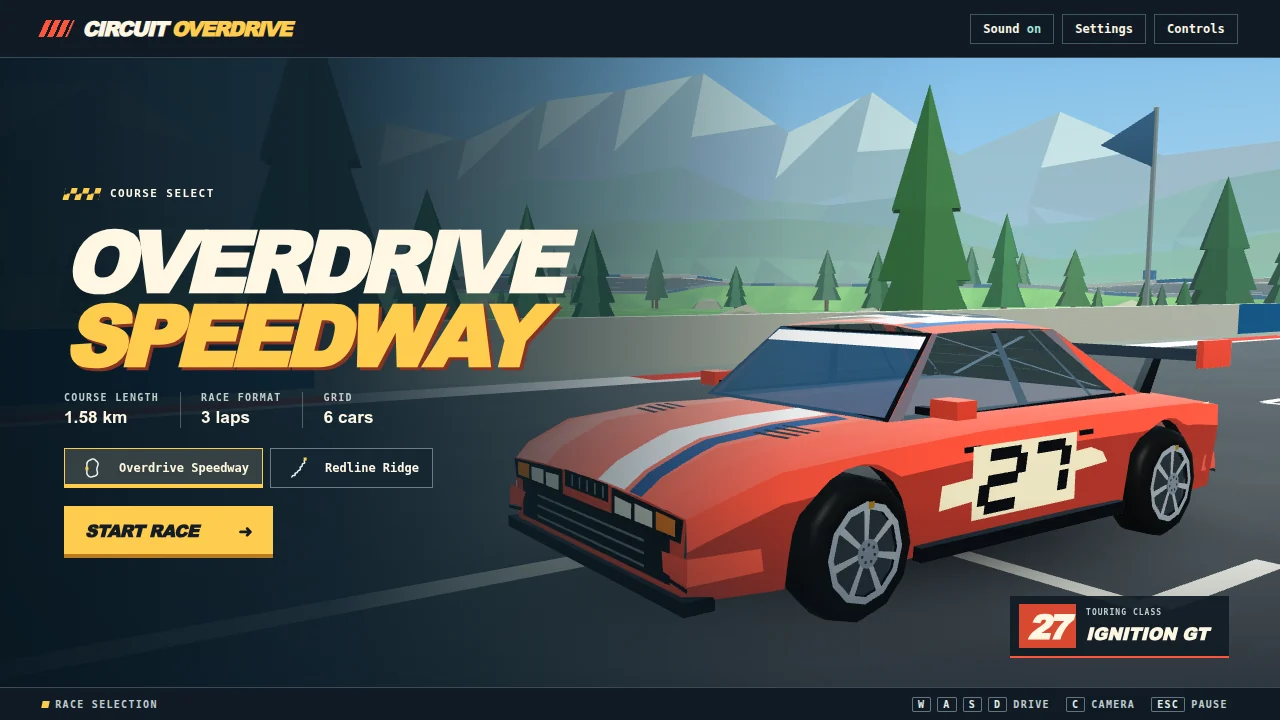 CIRCUIT OVERDRIVE
Sound on
Settings
Controls
COURSE SELECT
OVERDRIVE
SPEEDWAY
COURSE LENGTH
1.58 km
RACE FORMAT
3 laps
GRID
6 cars
Overdrive Speedway
Redline Ridge
START RACE →
27
27
TOURING CLASS
IGNITION GT
RACE SELECTION
W A S D DRIVE
C CAMERA
ESC PAUSE